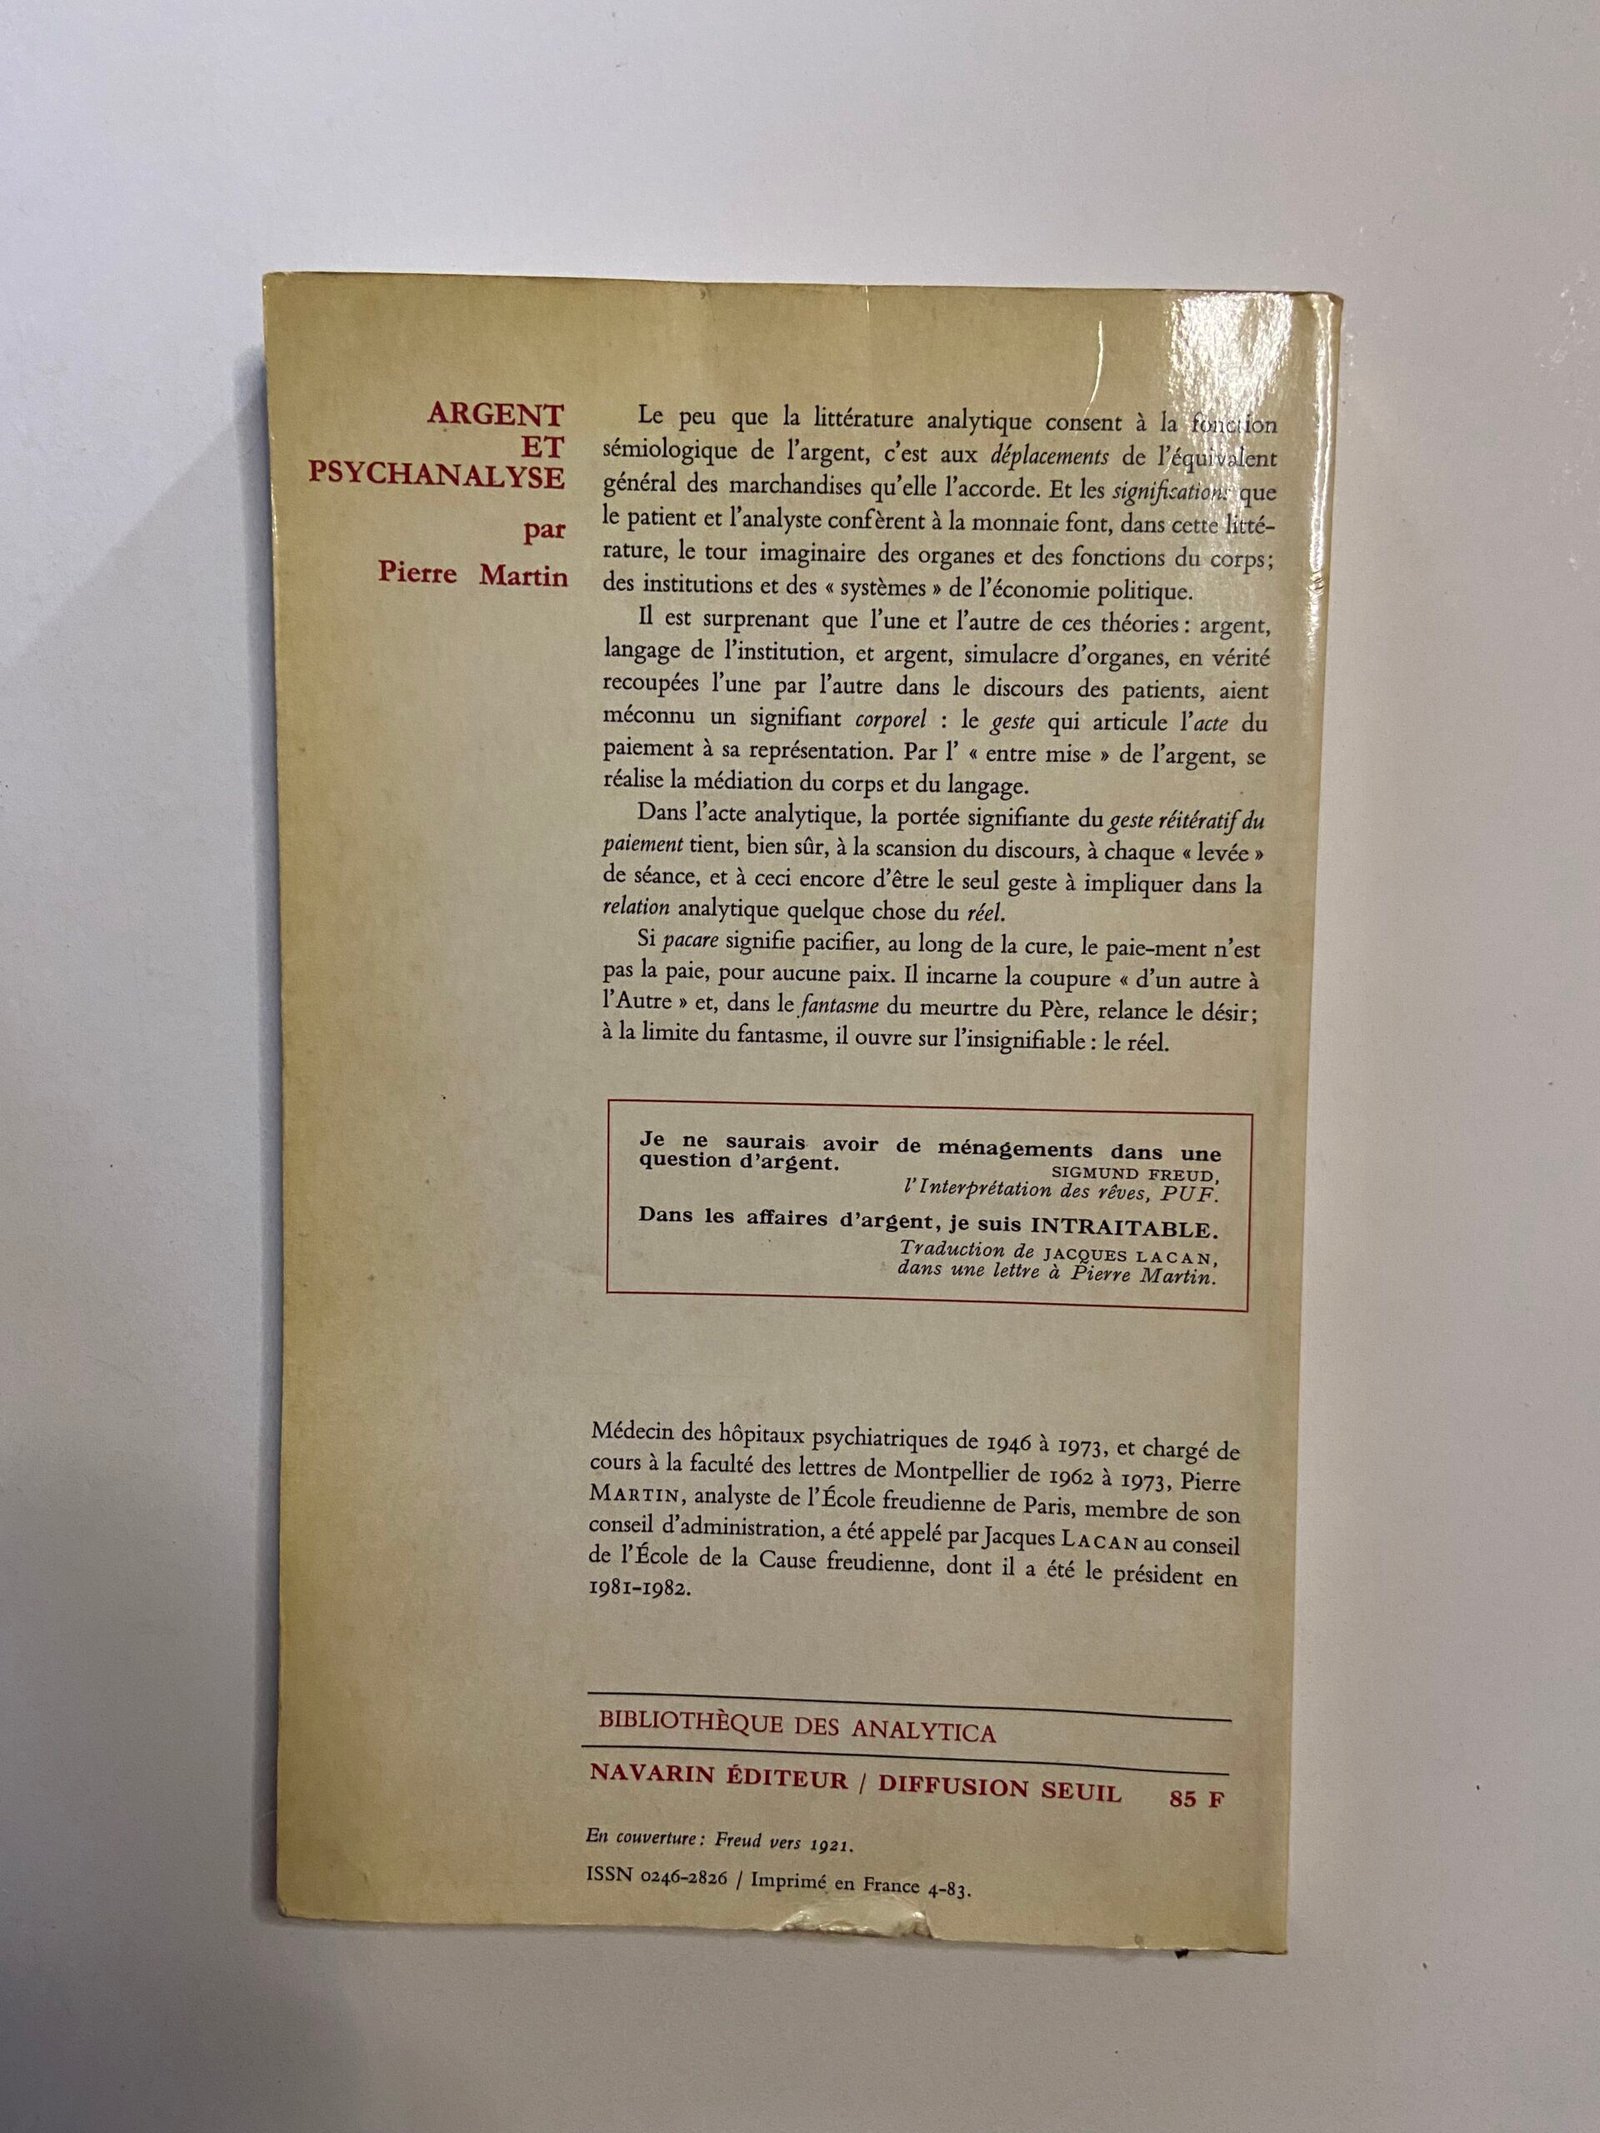 ARGENT
ET
PSYCHANALYSE
par
Pierre Martin
Le peu que la littérature analytique consent à la fonction
sémiologique de l'argent, c'est aux déplacements de l'équivalent
général des marchandises qu'elle l'accorde. Et les significations que
le patient et l'analyste confèrent à la monnaie font, dans cette litté-
rature, le tour imaginaire des organes et des fonctions du corps;
des institutions et des « systèmes » de l'économie politique.
Il est surprenant que l'une et l'autre de ces théories : argent,
langage de l'institution, et argent, simulacre d'organes, en vérité
recoupées l'une par l'autre dans le discours des patients, aient
méconnu un signifiant corporel : le geste qui articule l'acte du
paiement à sa représentation. Par l' « entre mise » de l'argent, se
réalise la médiation du corps et du langage.
Dans l'acte analytique, la portée signifiante du geste réitératif du
paiement tient, bien sûr, à la scansion du discours, à chaque « levée »
de séance, et à ceci encore d'être le seul geste à impliquer dans la
relation analytique quelque chose du réel.
Si pacare signifie pacifier, au long de la cure, le paie-ment n'est
pas la paie, pour aucune paix. Il incarne la coupure « d'un autre à
l'Autre » et, dans le fantasme du meurtre du Père, relance le désir;
à la limite du fantasme, il ouvre sur l'insignifiable : le réel.
Je ne saurais avoir de ménagements dans une
question d'argent.
SIGMUND FREUD,
l'Interprétation des rêves, PUF.
Dans les affaires d'argent, je suis INTRAITABLE.
Traduction de JACQUES LACAN,
dans une lettre à Pierre Martin.
Médecin des hôpitaux psychiatriques de 1946 à 1973, et chargé de
cours à la faculté des lettres de Montpellier de 1962 à 1973, Pierre
MARTIN, analyste de l'École freudienne de Paris, membre de son
conseil d'administration, a été appelé par Jacques LACAN au conseil
de l'École de la Cause freudienne, dont il a été le président en
1981-1982.
BIBLIOTHÈQUE DES ANALYTICA
NAVARIN ÉDITEUR / DIFFUSION SEUIL 85 F
En couverture : Freud vers 1921.
ISSN 0246-2826 / Imprimé en France 4-83.